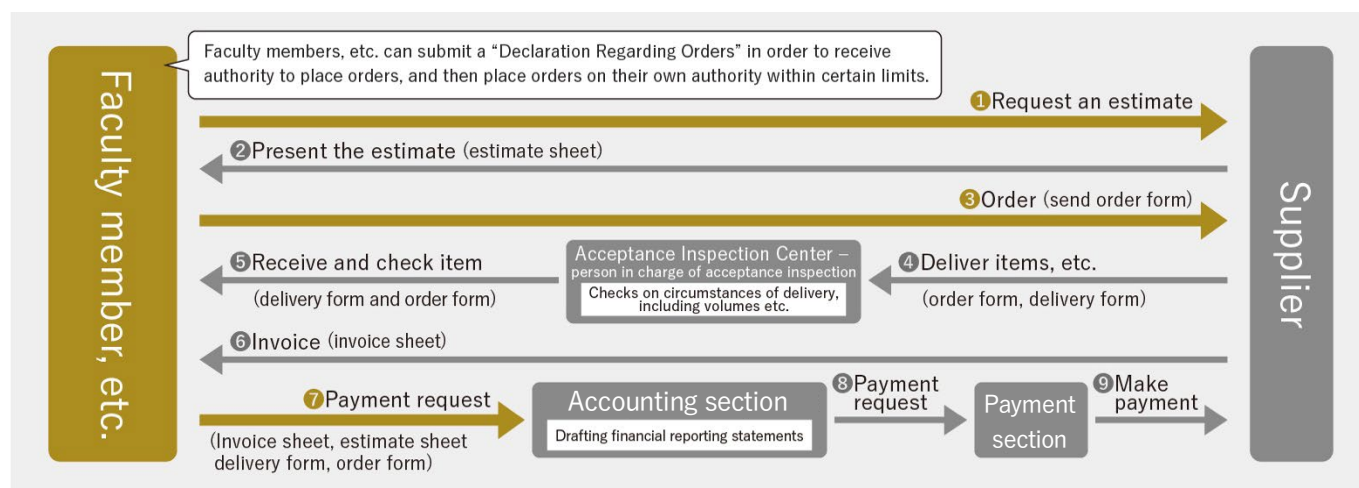 Faculty member, etc.
Faculty members, etc. can submit a “Declaration Regarding Orders” in order to receive
authority to place orders, and then place orders on their own authority within certain limits.
Supplier
❶Request an estimate
❷Present the estimate (estimate sheet)
❸Order (send order form)
❹Deliver items, etc.
(order form, delivery form)
Acceptance Inspection Center –
person in charge of acceptance inspection
Checks on circumstances of delivery,
including volumes etc.
❺Receive and check item
(delivery form and order form)
❻Invoice (invoice sheet)
❼Payment request
(Invoice sheet, estimate sheet
delivery form, order form)
Accounting section
Drafting financial reporting statements
❽Payment
request
Payment
section
❾Make
payment